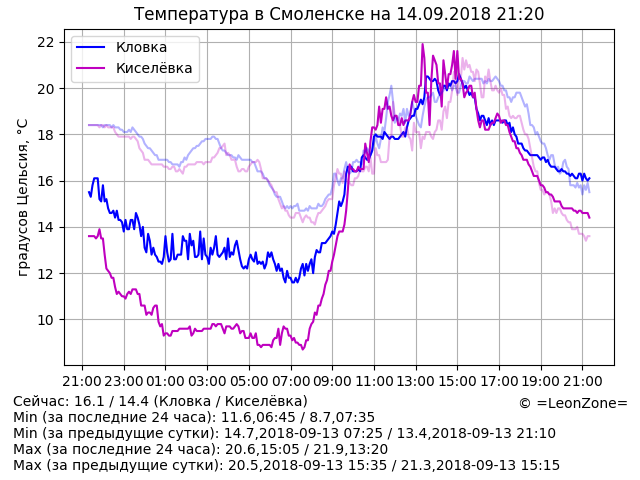 Температура в Смоленске на 14.09.2018 21:20
градусов Цельсия, °C
22
20
18
16
14
12
10
Кловка
Киселёвка
21:00 23:00 01:00 03:00 05:00 07:00 09:00 11:00 13:00 15:00 17:00 19:00 21:00
Сейчас: 16.1 / 14.4 (Кловка / Киселёвка)
© =LeonZone=
Min (за последние 24 часа): 11.6,06:45 / 8.7,07:35
Min (за предыдущие сутки): 14.7,2018-09-13 07:25 / 13.4,2018-09-13 21:10
Max (за последние 24 часа): 20.6,15:05 / 21.9,13:20
Max (за предыдущие сутки): 20.5,2018-09-13 15:35 / 21.3,2018-09-13 15:15